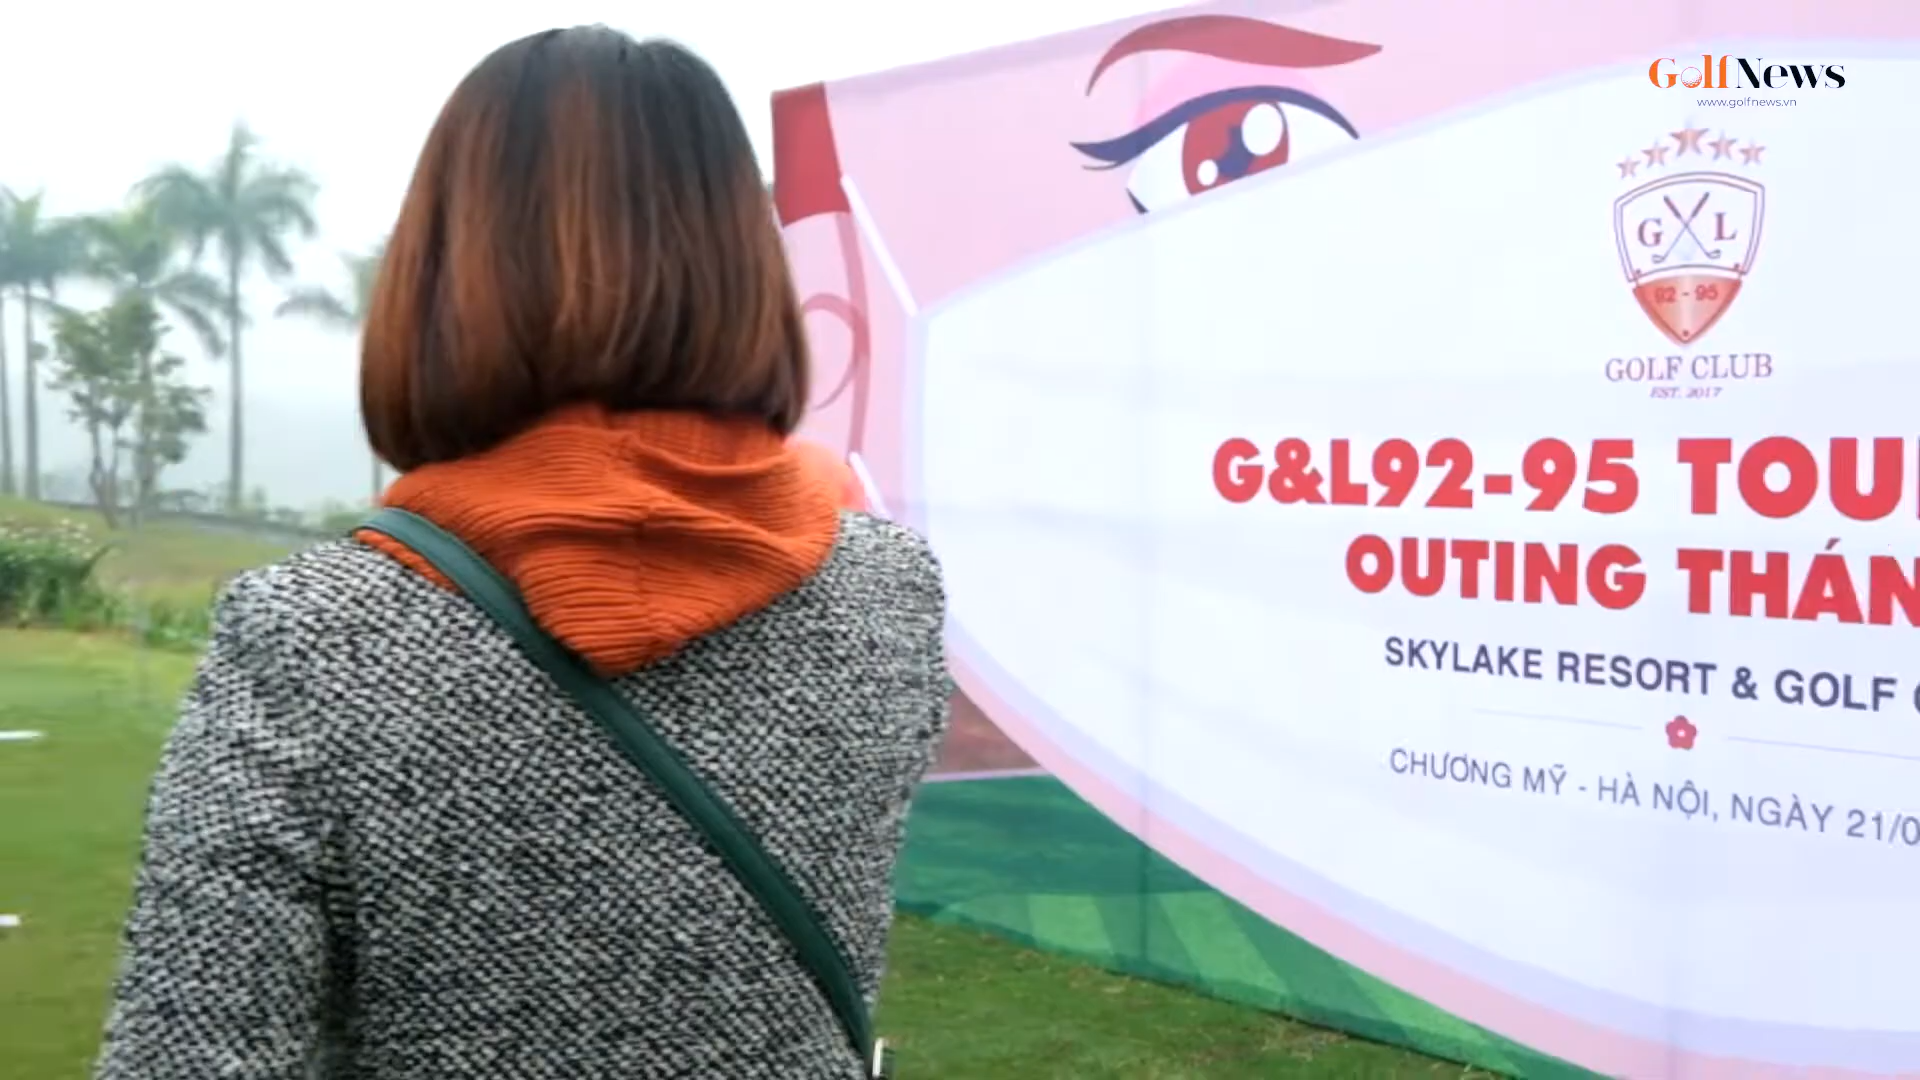 GolfNews
www.golfnews.vn
G L
92 - 95
GOLF CLUB
EST. 2017
G&L92-95 TOU
OUTING THÁN
SKYLAKE RESORT & GOLF
CHƯƠNG MỸ - HÀ NỘI, NGÀY 21/0